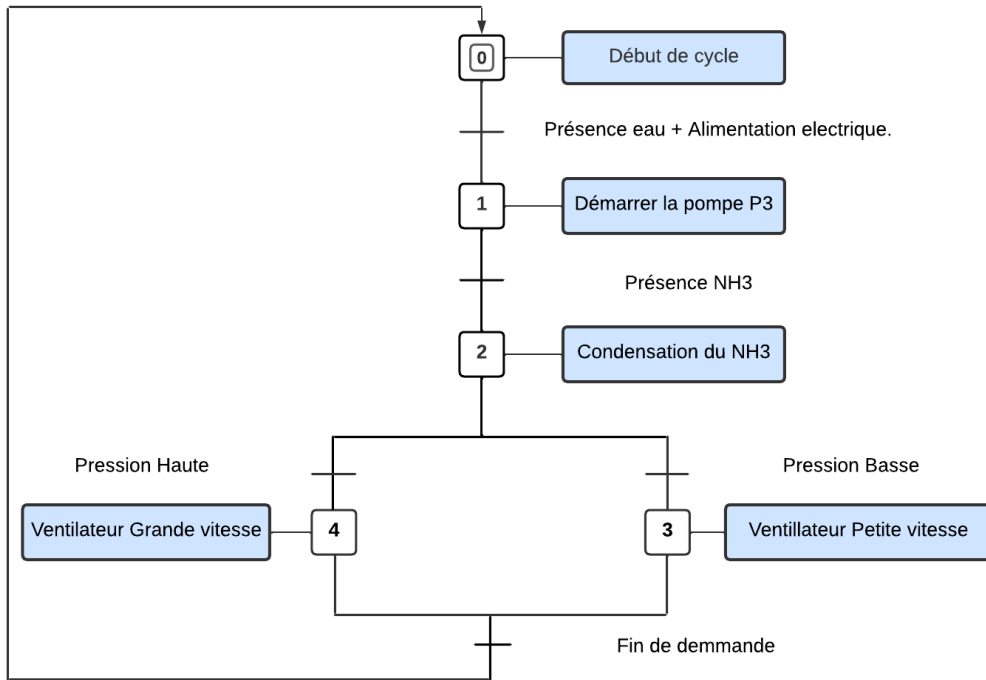 0
Début de cycle
Présence eau + Alimentation electrique.
1
Démarrer la pompe P3
Présence NH3
2
Condensation du NH3
Pression Haute
Pression Basse
Ventilateur Grande vitesse
4
3
Ventillateur Petite vitesse
Fin de demmande